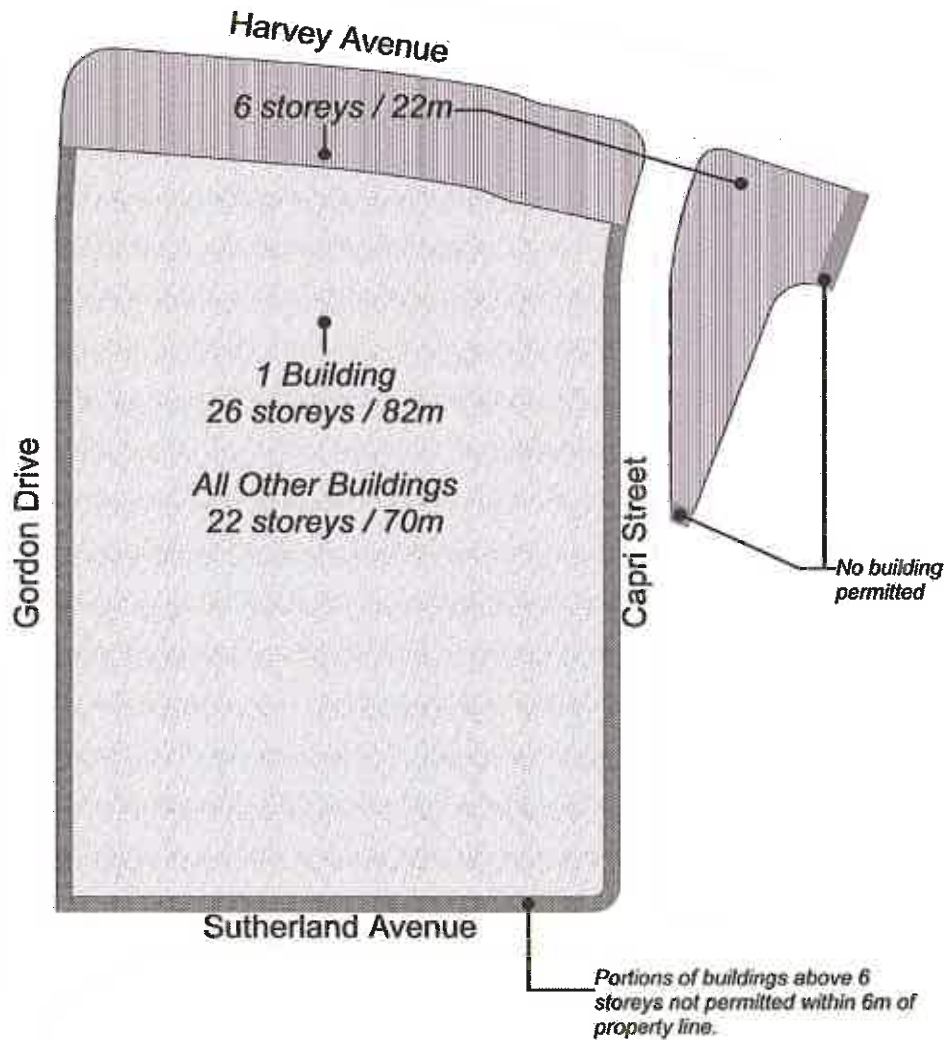 Harvey Avenue
6 storeys / 22m
1 Building
26 storeys / 82m
All Other Buildings
22 storeys / 70m
Gordon Drive
Capri Street
No building
permitted
Sutherland Avenue
Portions of buildings above 6
storeys not permitted within 6m of
property line.